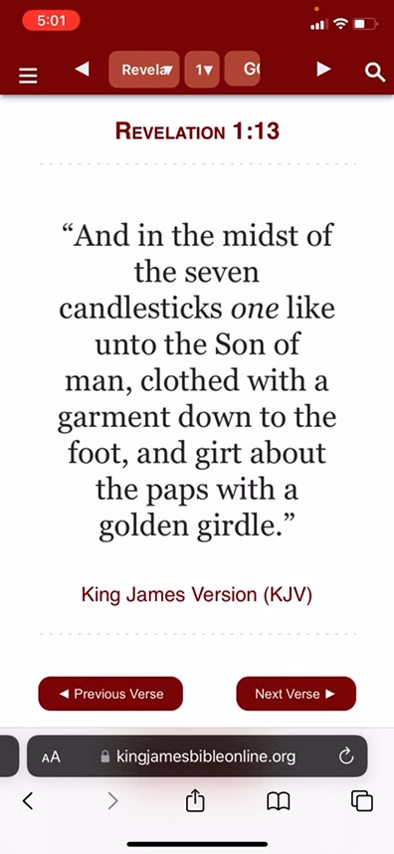 5:01
Revela 1 G
REVELATION 1:13
“And in the midst of
the seven
candlesticks one like
unto the Son of
man, clothed with a
garment down to the
foot, and girt about
the paps with a
golden girdle.”
King James Version (KJV)
◄ Previous Verse Next Verse ►
AA kingjamesbibleonline.org